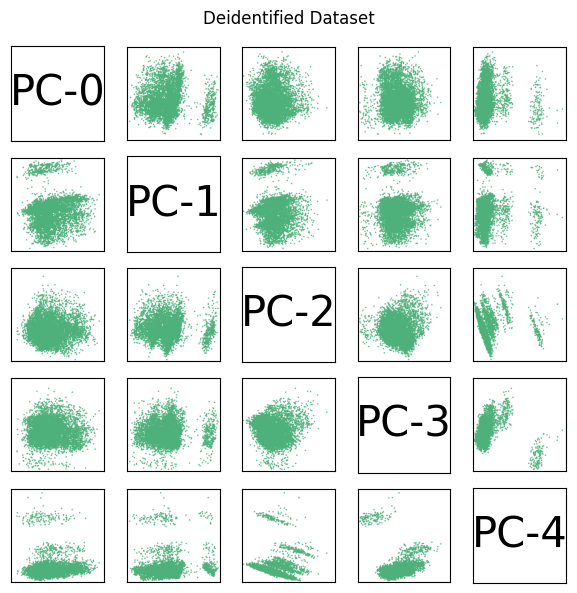 Deidentified Dataset
PC-0
PC-1
PC-2
PC-3
PC-4